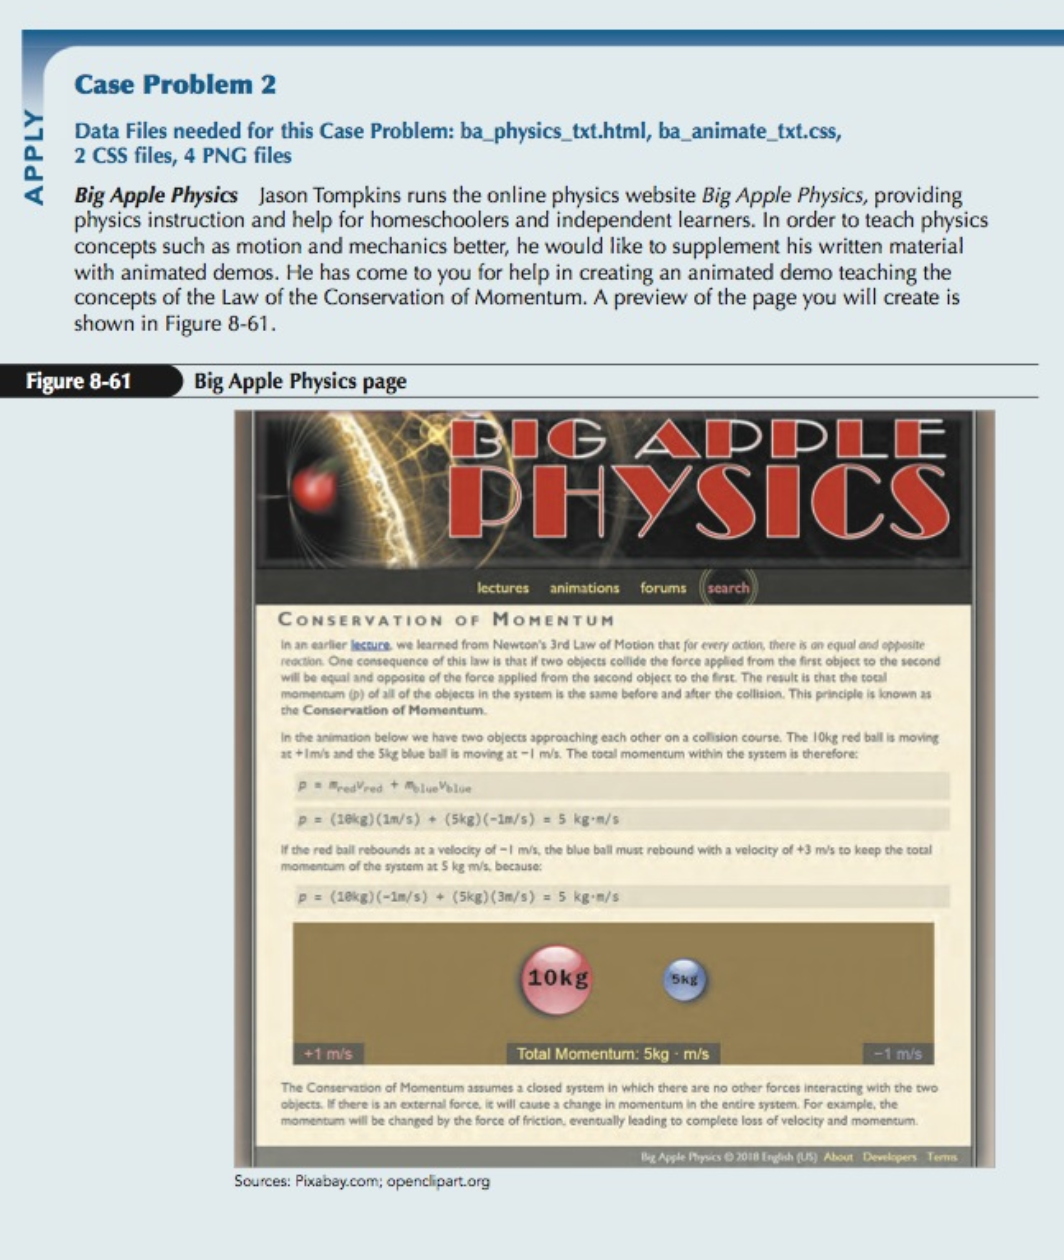 APPLY
Case Problem 2
Data Files needed for this Case Problem: ba_physics_txt.html, ba_animate_txt.css,
2 CSS files, 4 PNG files
Big Apple Physics Jason Tompkins runs the online physics website Big Apple Physics, providing
physics instruction and help for homeschoolers and independent learners. In order to teach physics
concepts such as motion and mechanics better, he would like to supplement his written material
with animated demos. He has come to you for help in creating an animated demo teaching the
concepts of the Law of the Conservation of Momentum. A preview of the page you will create is
shown in Figure 8-61.
Figure 8-61 Big Apple Physics page
BIG APPLE
PHYSICS
lectures animations forums search
CONSERVATION OF MOMENTUM
In an earlier lecture, we learned from Newton's 3rd Law of Motion that for every action, there is an equal and opposite
reaction. One consequence of this law is that if two objects collide the force applied from the first object to the second
will be equal and opposite of the force applied from the second object to the first. The result is that the total
momentum (p) of all of the objects in the system is the same before and after the collision. This principle is known as
the Conservation of Momentum.
In the animation below we have two objects approaching each other on a collision course. The 10kg red ball is moving
at +1m/s and the 5kg blue ball is moving at −1 m/s. The total momentum within the system is therefore:
p = m_red v_red + m_blue v_blue
p = (10kg)(1m/s) + (5kg)(-1m/s) = 5 kg·m/s
If the red ball rebounds at a velocity of −1 m/s, the blue ball must rebound with a velocity of +3 m/s to keep the total
momentum of the system at 5 kg m/s, because:
p = (10kg)(-1m/s) + (5kg)(3m/s) = 5 kg·m/s
10kg 5kg
+1 m/s Total Momentum: 5kg · m/s −1 m/s
The Conservation of Momentum assumes a closed system in which there are no other forces interacting with the two
objects. If there is an external force, it will cause a change in momentum in the entire system. For example, the
momentum will be changed by the force of friction, eventually leading to complete loss of velocity and momentum.
Big Apple Physics © 2018 English (US) About Developers Terms
Sources: Pixabay.com; openclipart.org